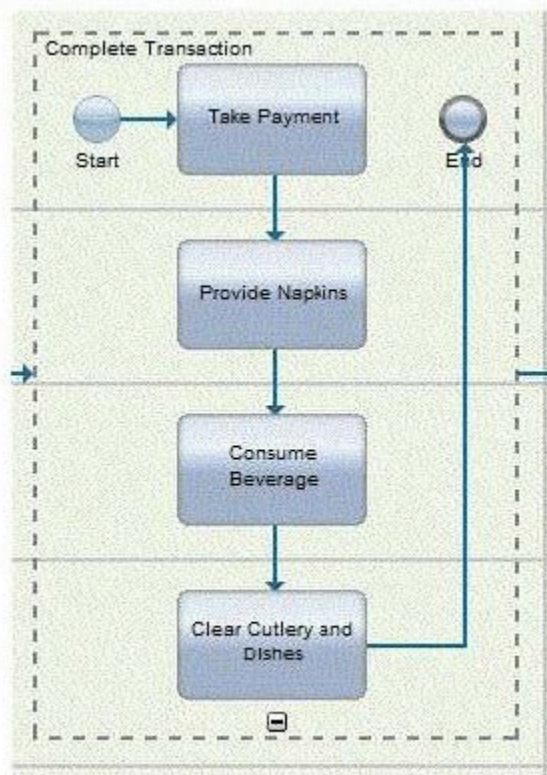 Complete Transaction
Take Payment
Start
End
Provide Napkins
Consume
Beverage
Clear Cutlery and
Dishes